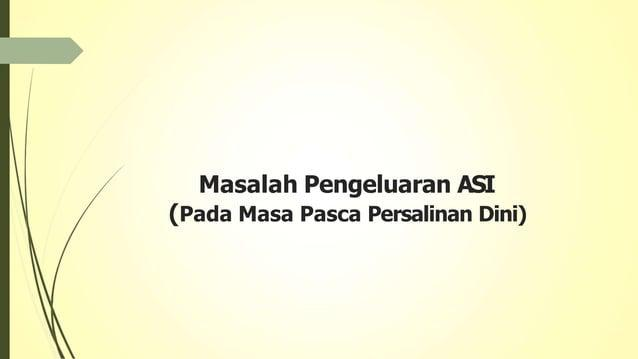 Masalah Pengeluaran ASI
(Pada Masa Pasca Persalinan Dini)